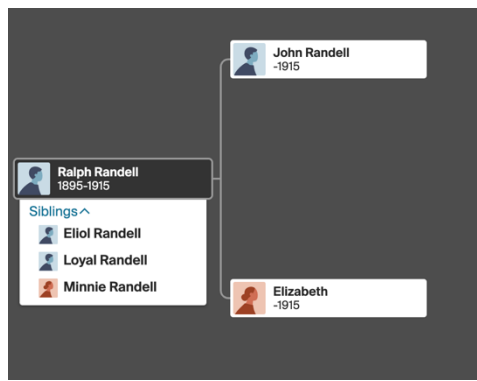 John Randell
-1915
Ralph Randell
1895-1915
Siblings
Eliol Randell
Loyal Randell
Minnie Randell
Elizabeth
-1915